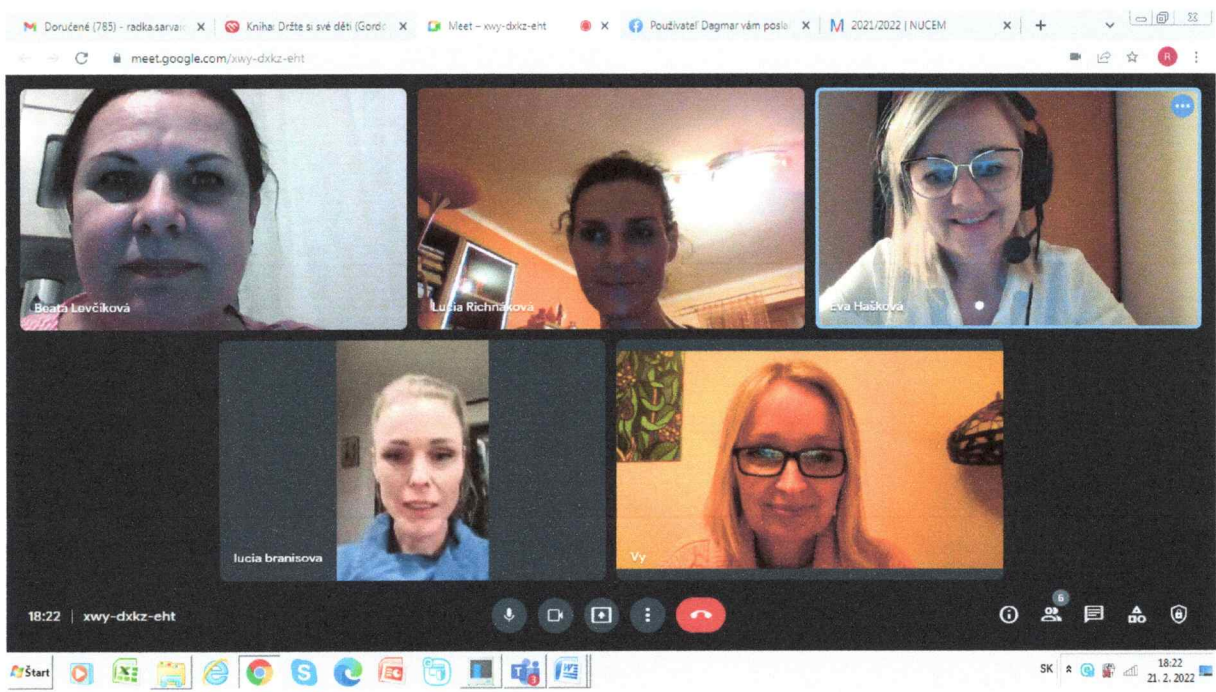 Doručené (785) - radka.sarva
Kniha: Držte si své děti (Gord
Meet – xwy-dxkz-eht
Používateľ Dagmar vám posla
2021/2022 | NUCEM
meet.google.com/xwy-dxkz-eht
R
Beata Levčíková
Lucia Richnáková
Eva Hašková
lucia branisova
Vy
18:22 | xwy-dxkz-eht
6
Štart
SK
18:22
21. 2. 2022